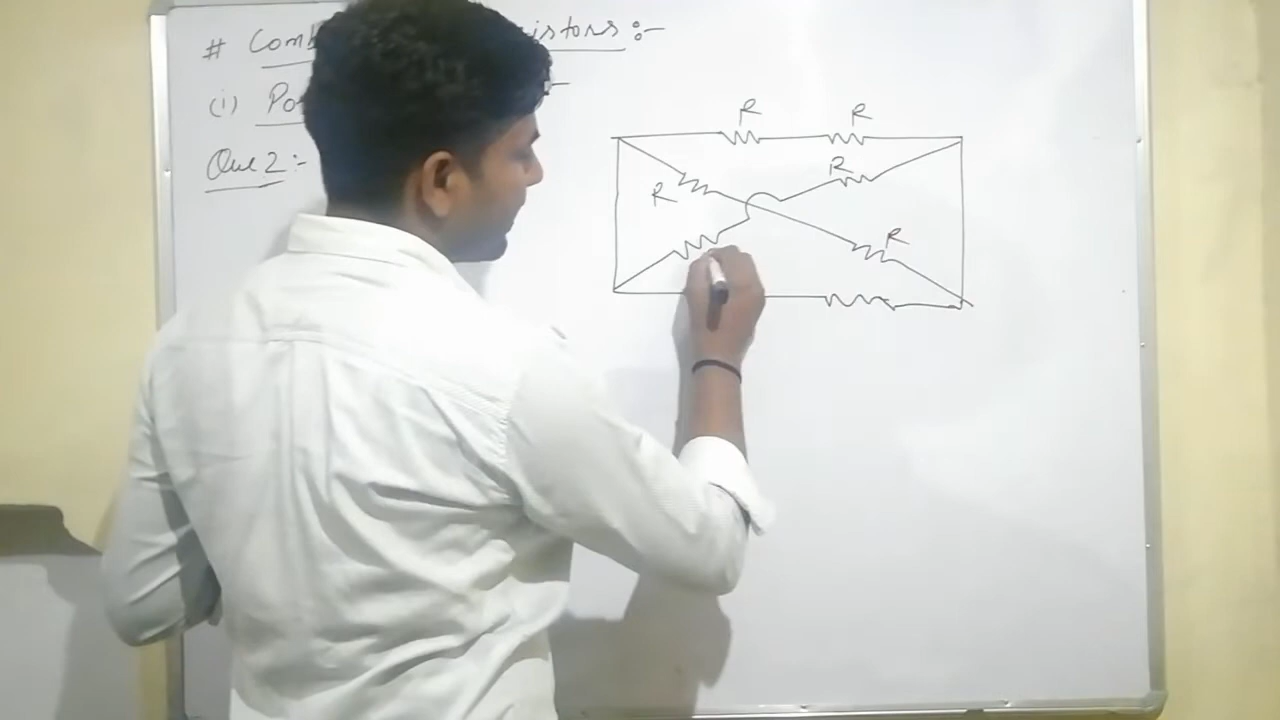 # Comb istors :-
(i) Po -
Que 2 :-
R R
R R
R